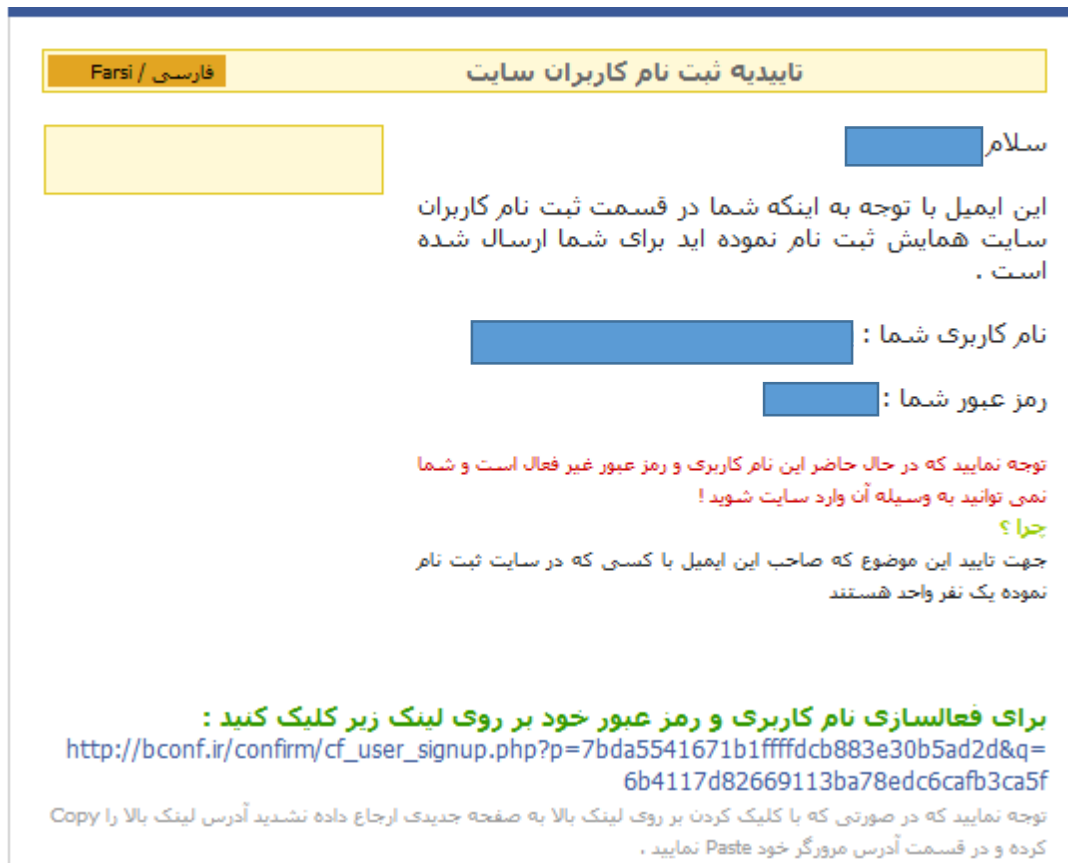 تاییدیه ثبت نام کاربران سایت
فارسی / Farsi
سلام
این ایمیل با توجه به اینکه شما در قسمت ثبت نام کاربران
سایت همایش ثبت نام نموده اید برای شما ارسال شده
است .
نام کاربری شما :
رمز عبور شما :
توجه نمایید که در حال حاضر این نام کاربری و رمز عبور غیر فعال است و شما
نمی توانید به وسیله آن وارد سایت شوید !
چرا ؟
جهت تایید این موضوع که صاحب این ایمیل با کسی که در سایت ثبت نام
نموده یک نفر واحد هستند
برای فعالسازی نام کاربری و رمز عبور خود بر روی لینک زیر کلیک کنید :
http://bconf.ir/confirm/cf_user_signup.php?p=7bda5541671b1ffffdcb883e30b5ad2d&q=
6b4117d82669113ba78edc6cafb3ca5f
توجه نمایید که در صورتی که با کلیک کردن بر روی لینک بالا به صفحه جدیدی ارجاع داده نشدید آدرس لینک بالا را Copy
کرده و در قسمت آدرس مرورگر خود Paste نمایید .